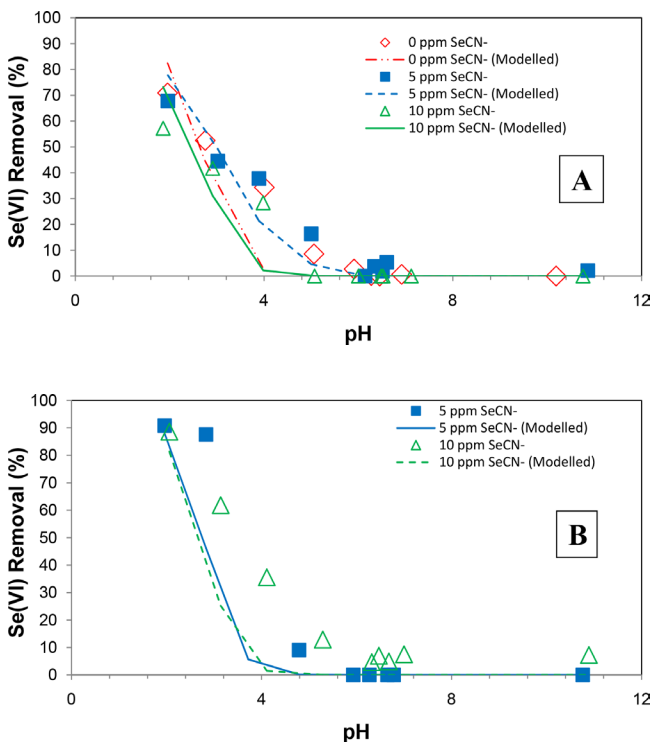 100
90
80
70
60
50
40
30
20
10
0
Se(VI) Removal (%)
0 ppm SeCN-
0 ppm SeCN- (Modelled)
5 ppm SeCN-
5 ppm SeCN- (Modelled)
10 ppm SeCN-
10 ppm SeCN- (Modelled)
A
0 4 8 12
pH
100
90
80
70
60
50
40
30
20
10
0
Se(VI) Removal (%)
5 ppm SeCN-
5 ppm SeCN- (Modelled)
10 ppm SeCN-
10 ppm SeCN- (Modelled)
B
0 4 8 12
pH